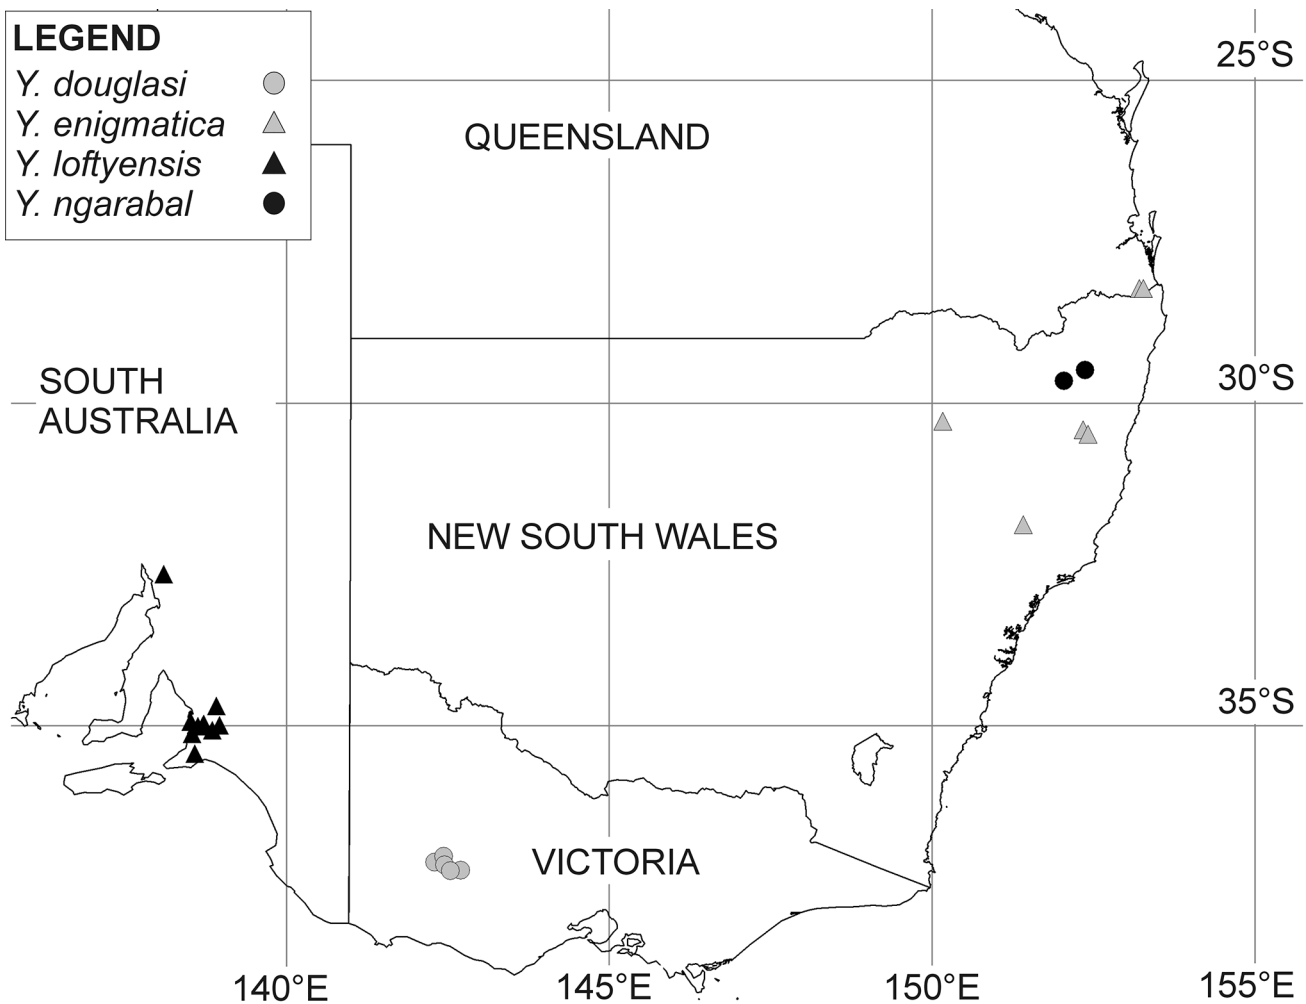 LEGEND
Y. douglasi
Y. enigmatica
Y. loftyensis
Y. ngarabal
25°S
QUEENSLAND
SOUTH
AUSTRALIA
30°S
NEW SOUTH WALES
35°S
VICTORIA
140°E
145°E
150°E
155°E